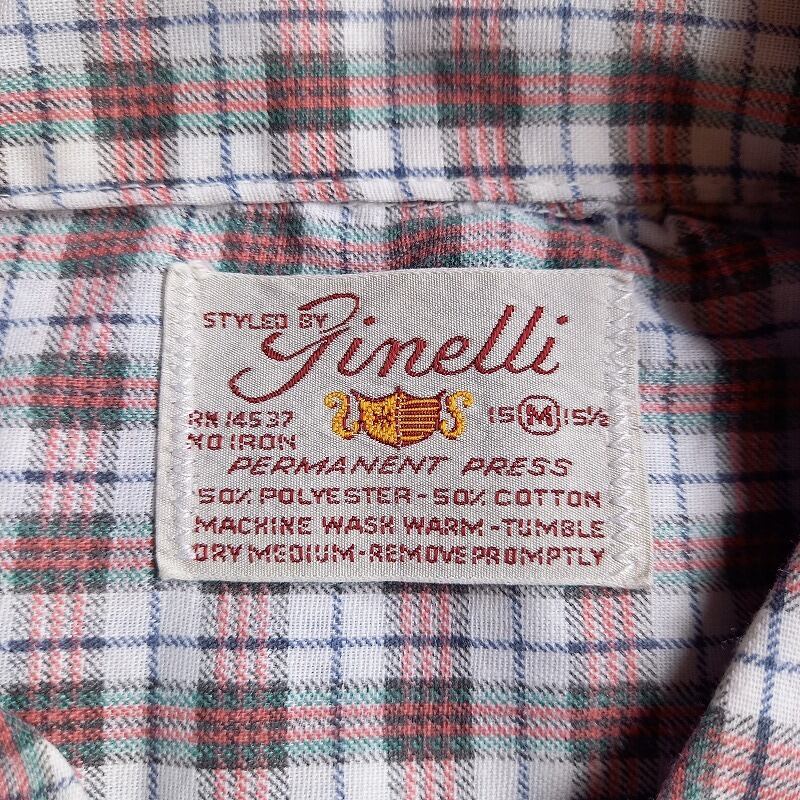 STYLED BY Ginelli
RN 14537 15 M 15½
NO IRON
PERMANENT PRESS
50% POLYESTER - 50% COTTON
MACHINE WASH WARM - TUMBLE
DRY MEDIUM - REMOVE PROMPTLY